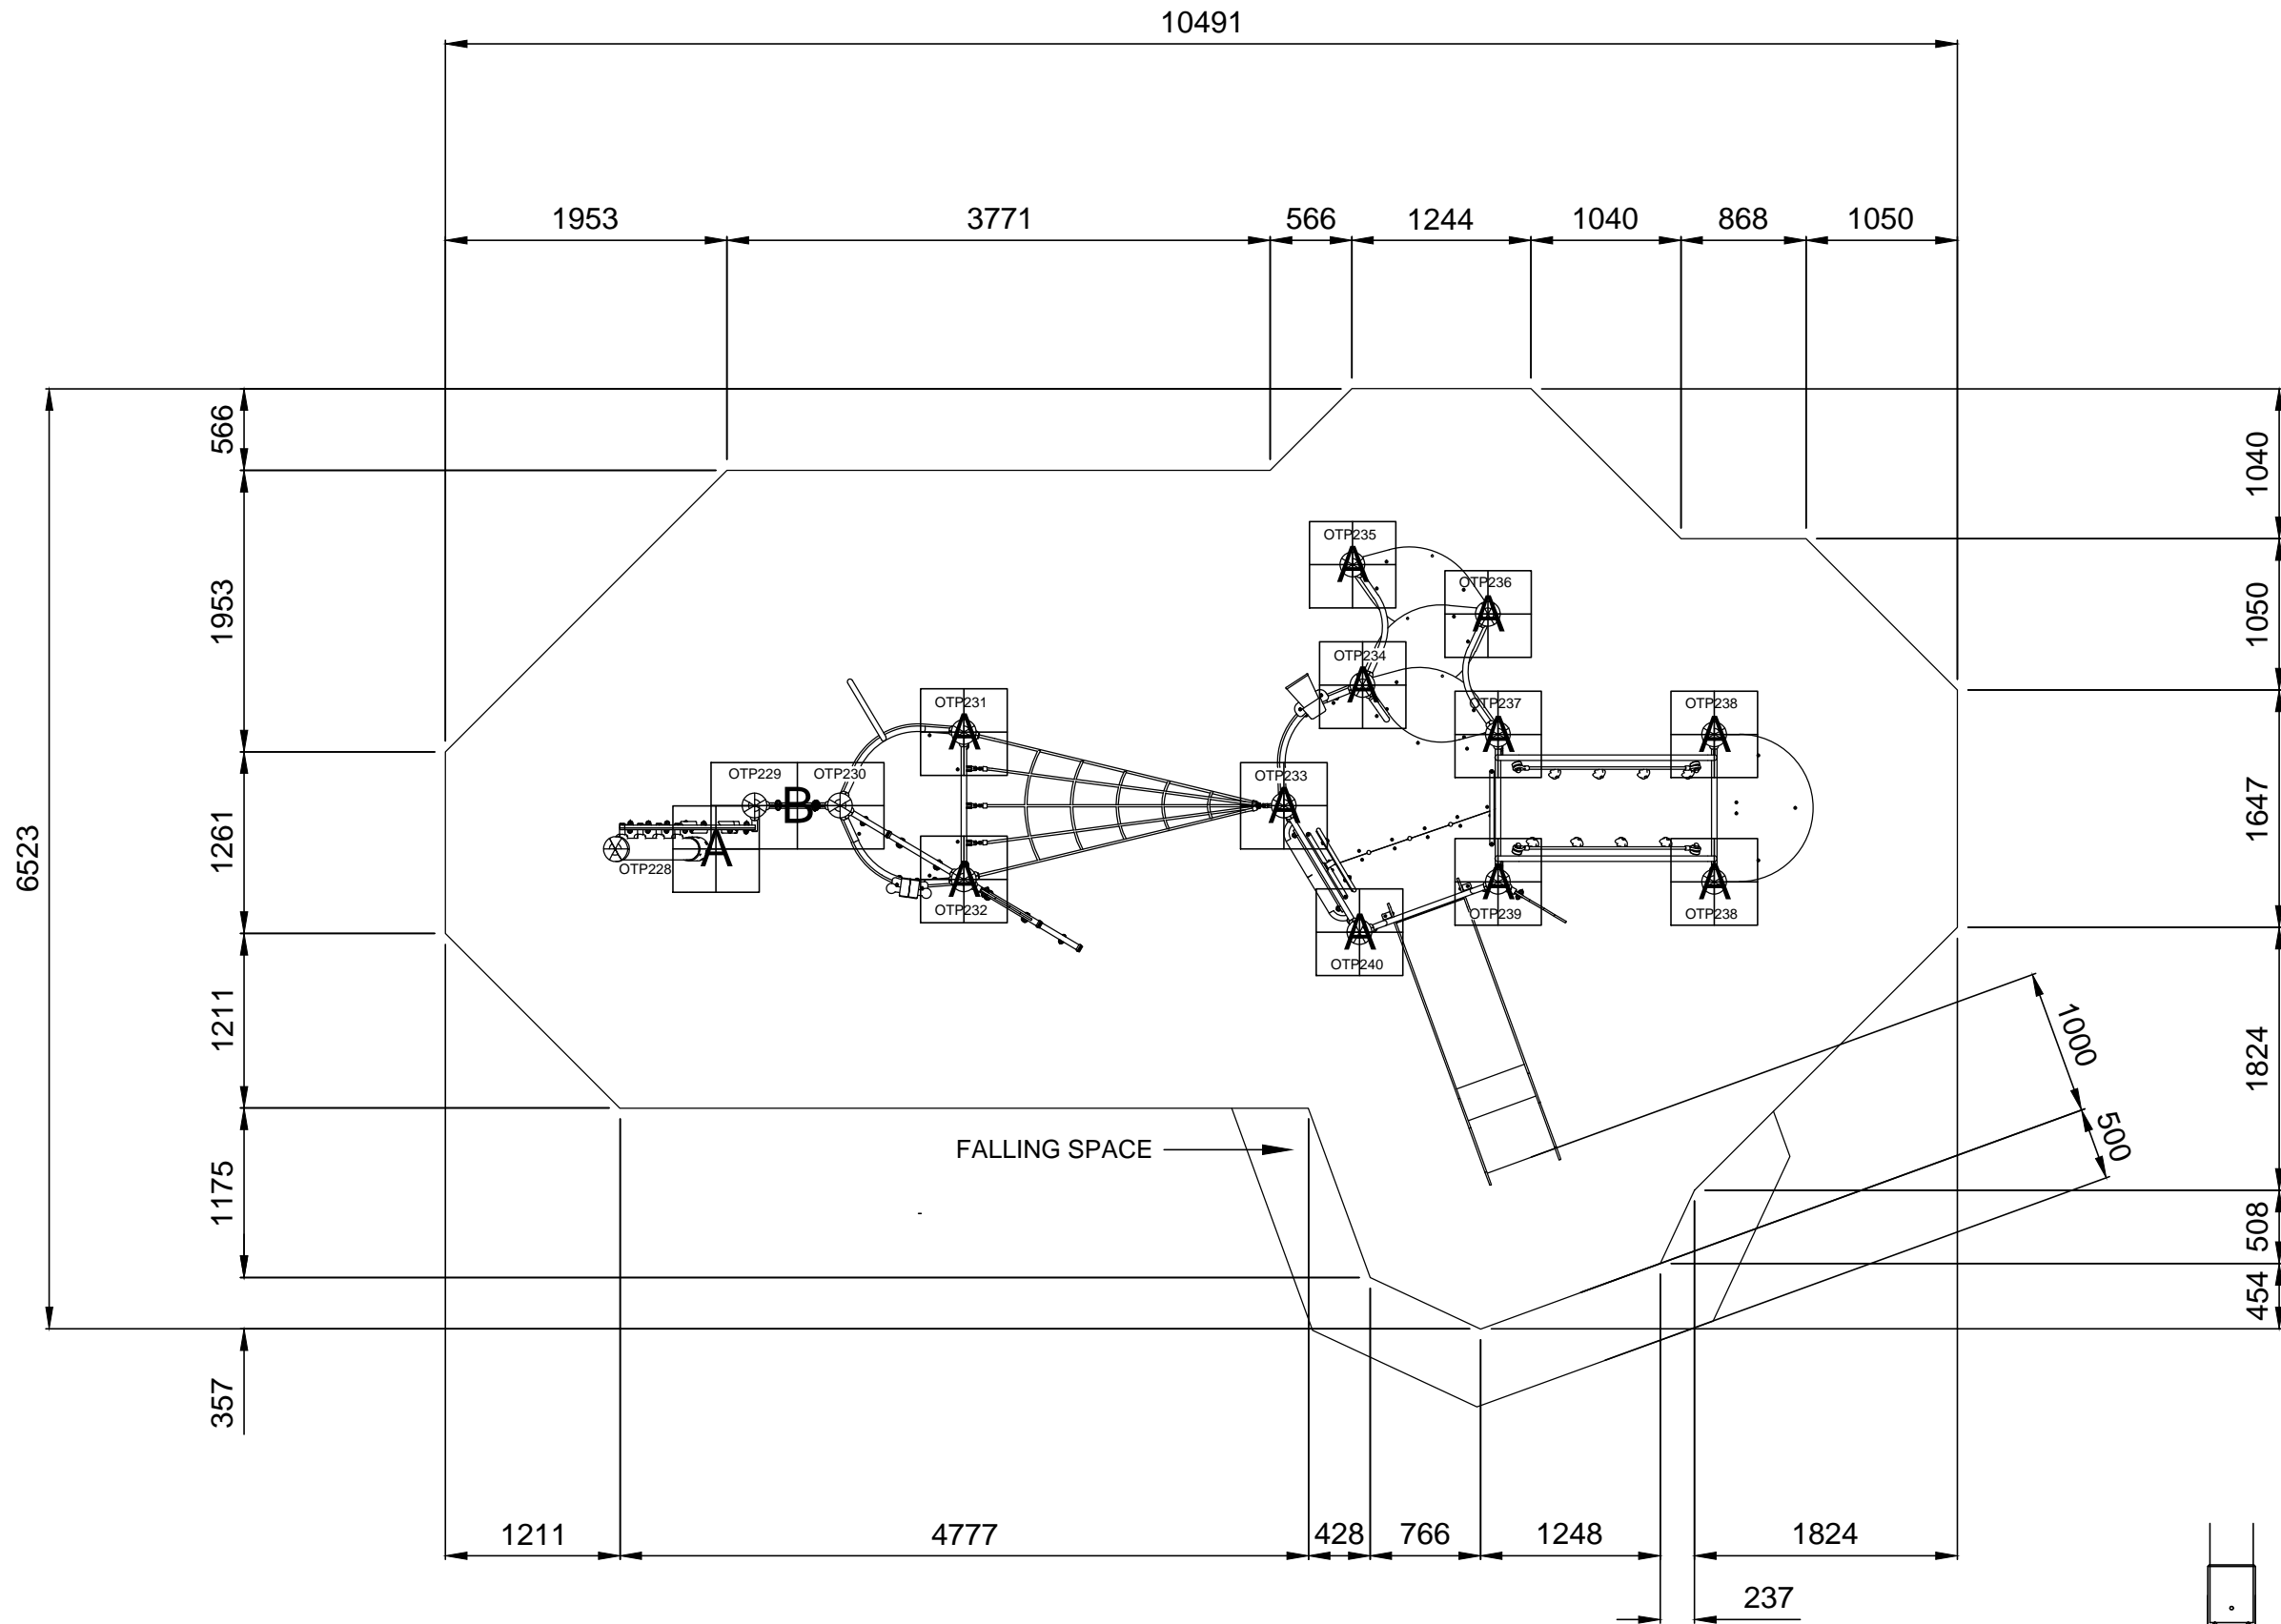 10491
1953 3771 566 1244 1040 868 1050
566
1953
1261
1211
1175
357
6523
1040
1050
1647
1824
508
454
1000
500
OTP235
A
OTP236
A
OTP234
A
OTP231
A
OTP237
A
OTP238
A
OTP229 OTP230
B
OTP233
A
OTP228
A
A
OTP232
A
OTP239
A
OTP238
A
OTP240
FALLING SPACE
1211 4777 428 766 1248 1824
237